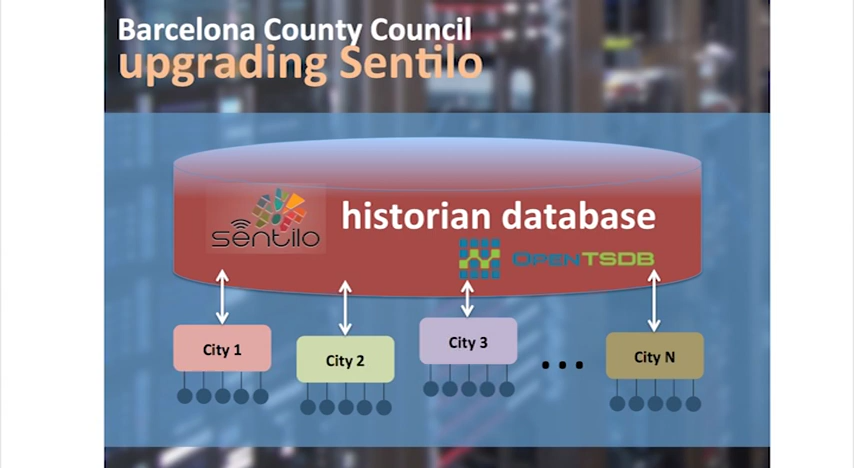 Barcelona County Council
upgrading Sentilo
sentilo
historian database
OPENTSDB
City 1
City 2
City 3
...
City N